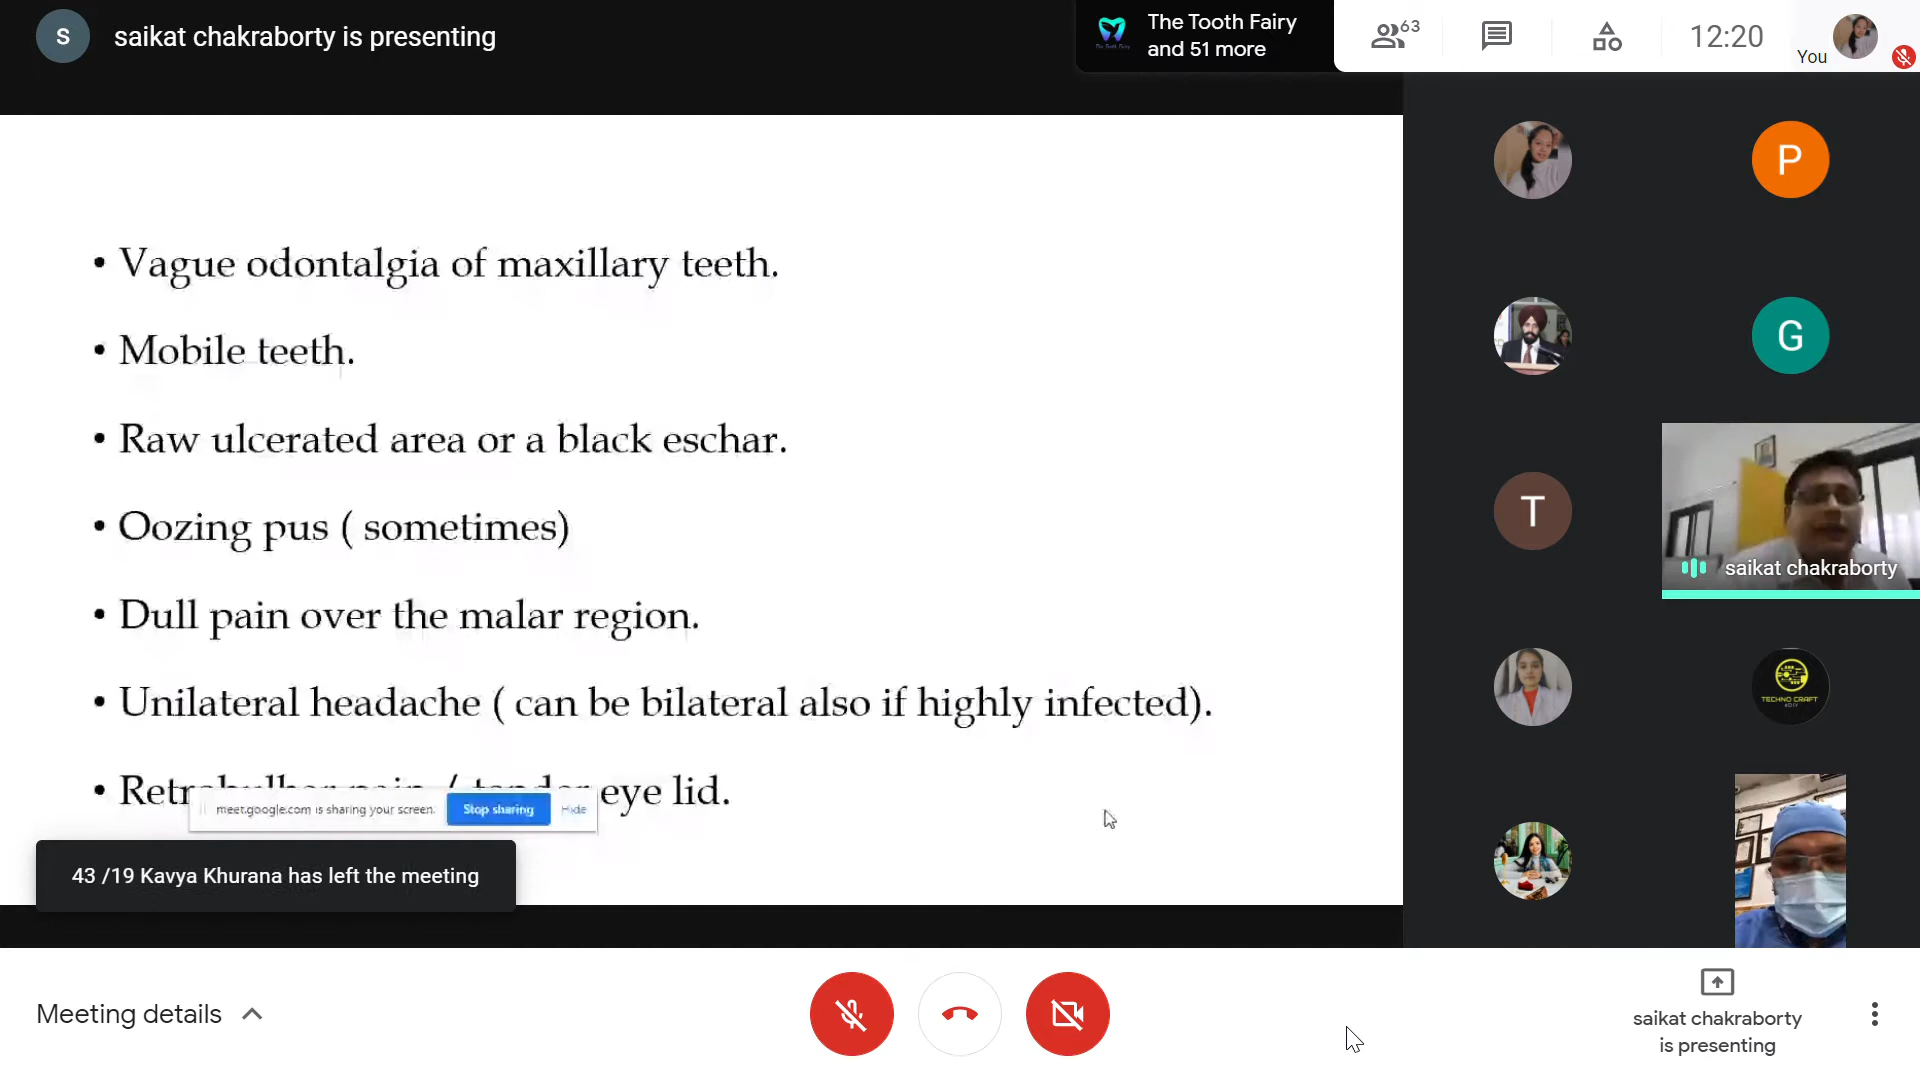 S
saikat chakraborty is presenting
The Tooth Fairy
and 51 more
63
12:20
You
• Vague odontalgia of maxillary teeth.
• Mobile teeth.
• Raw ulcerated area or a black eschar.
• Oozing pus ( sometimes)
• Dull pain over the malar region.
• Unilateral headache ( can be bilateral also if highly infected).
• Retrobulbar pain / tender eye lid.
meet.google.com is sharing your screen.
Stop sharing
Hide
43 /19 Kavya Khurana has left the meeting
P
G
T
saikat chakraborty
TECHNO CRAFT
Meeting details
saikat chakraborty
is presenting